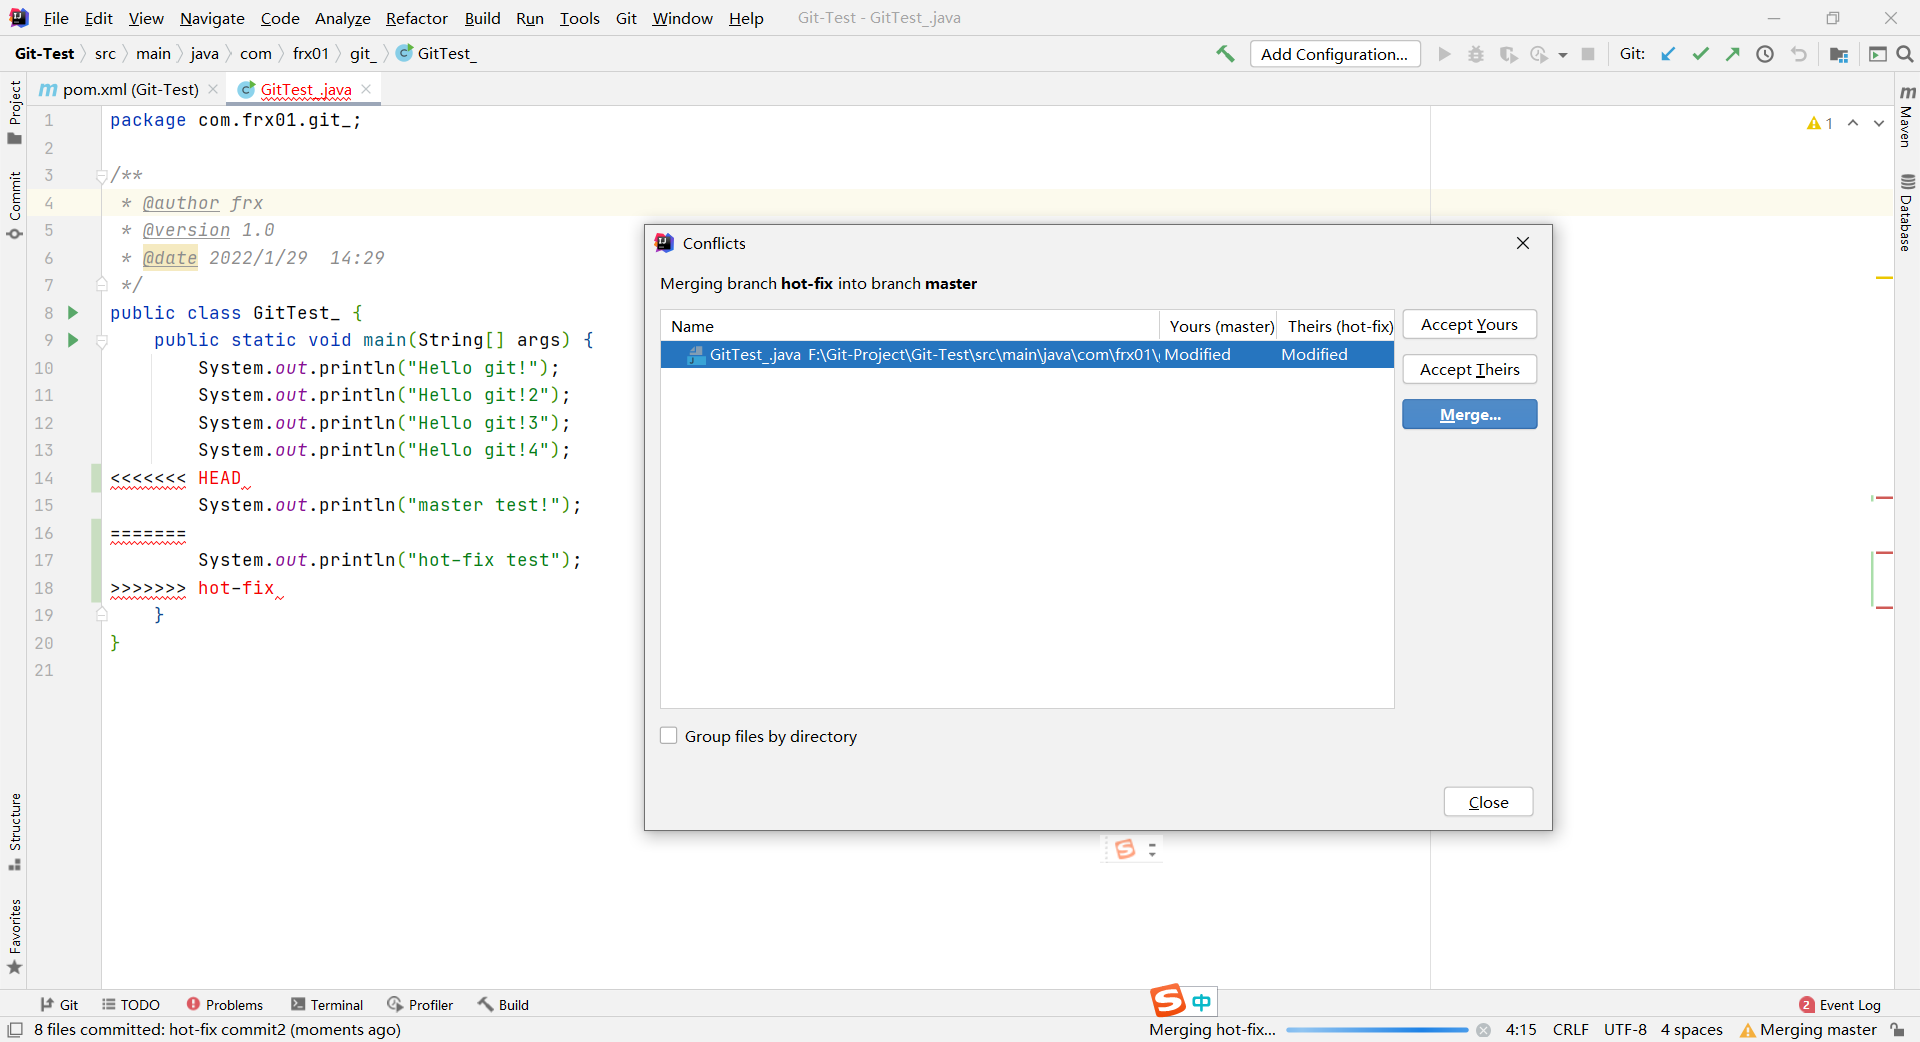 File Edit View Navigate Code Analyze Refactor Build Run Tools Git Window Help Git-Test - GitTest_.java
Git-Test src main java com frx01 git_ GitTest_ Add Configuration... Git:
pom.xml (Git-Test) GitTest_.java
Project
Commit
Structure
Favorites
Maven
Database
1
1 package com.frx01.git_;
2
3 /**
4 * @author frx
5 * @version 1.0
6 * @date 2022/1/29 14:29
7 */
8 public class GitTest_ {
9 public static void main(String[] args) {
10 System.out.println("Hello git!");
11 System.out.println("Hello git!2");
12 System.out.println("Hello git!3");
13 System.out.println("Hello git!4");
14 <<<<<<< HEAD
15 System.out.println("master test!");
16 =======
17 System.out.println("hot-fix test");
18 >>>>>>> hot-fix
19 }
20 }
21
Conflicts
Merging branch hot-fix into branch master
Name Yours (master) Theirs (hot-fix)
GitTest_.java F:\Git-Project\Git-Test\src\main\java\com\frx01\ Modified Modified
Accept Yours
Accept Theirs
Merge...
Group files by directory
Close
中
Git TODO Problems Terminal Profiler Build 2 Event Log
8 files committed: hot-fix commit2 (moments ago) Merging hot-fix... 4:15 CRLF UTF-8 4 spaces Merging master